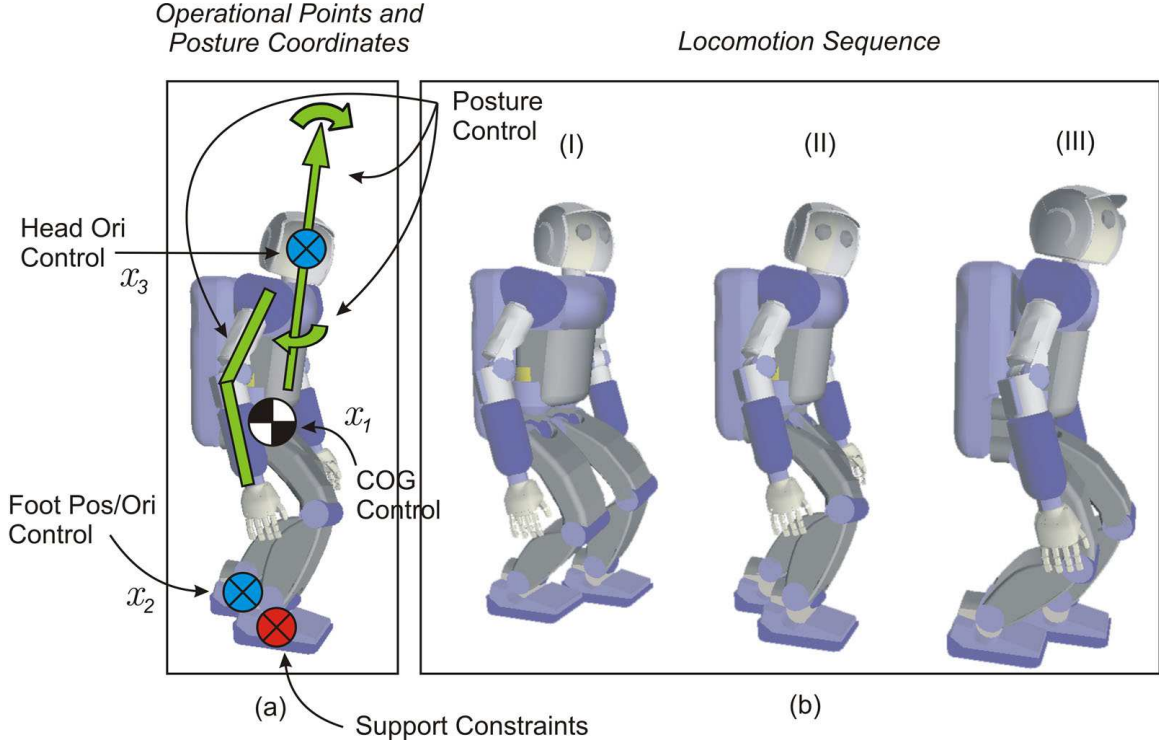 Operational Points and
Posture Coordinates
Locomotion Sequence
Posture
Control
(I)
(II)
(III)
Head Ori
Control
x3
x1
COG
Control
Foot Pos/Ori
Control
x2
(a)
(b)
Support Constraints